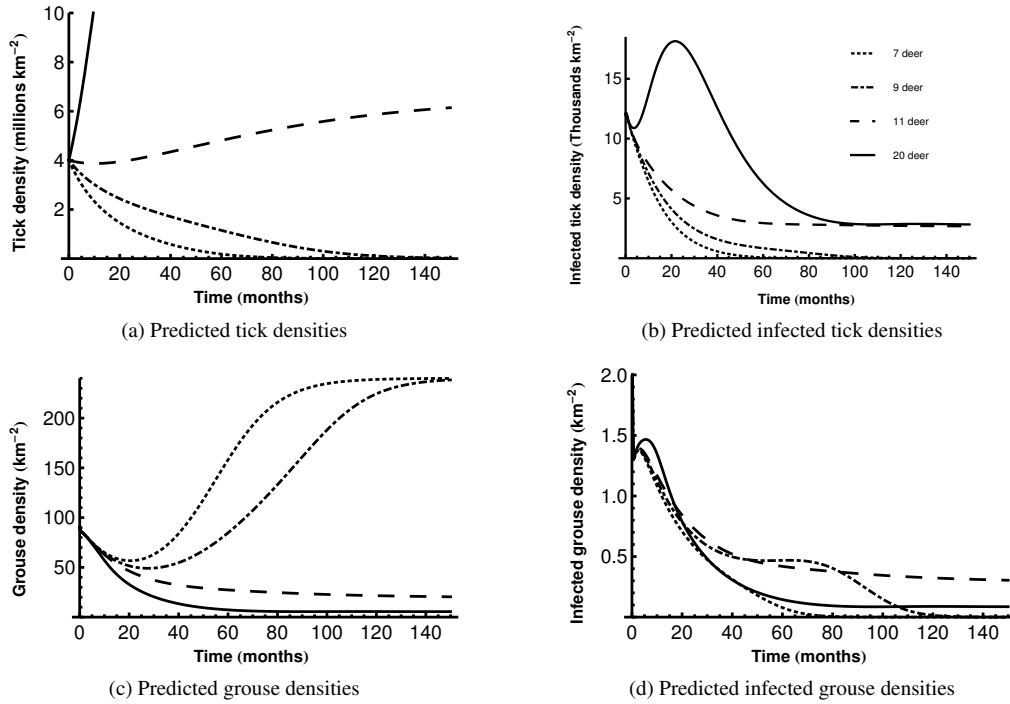 10
8
6
4
2
0 20 40 60 80 100 120 140
Tick density (millions km⁻²)
Time (months)
(a) Predicted tick densities
15
10
5
0 20 40 60 80 100 120 140
Infected tick density (Thousands km⁻²)
Time (months)
7 deer
9 deer
11 deer
20 deer
(b) Predicted infected tick densities
200
150
100
50
0 20 40 60 80 100 120 140
Grouse density (km⁻²)
Time (months)
(c) Predicted grouse densities
2.0
1.5
1.0
0.5
0 20 40 60 80 100 120 140
Infected grouse density (km⁻²)
Time (months)
(d) Predicted infected grouse densities